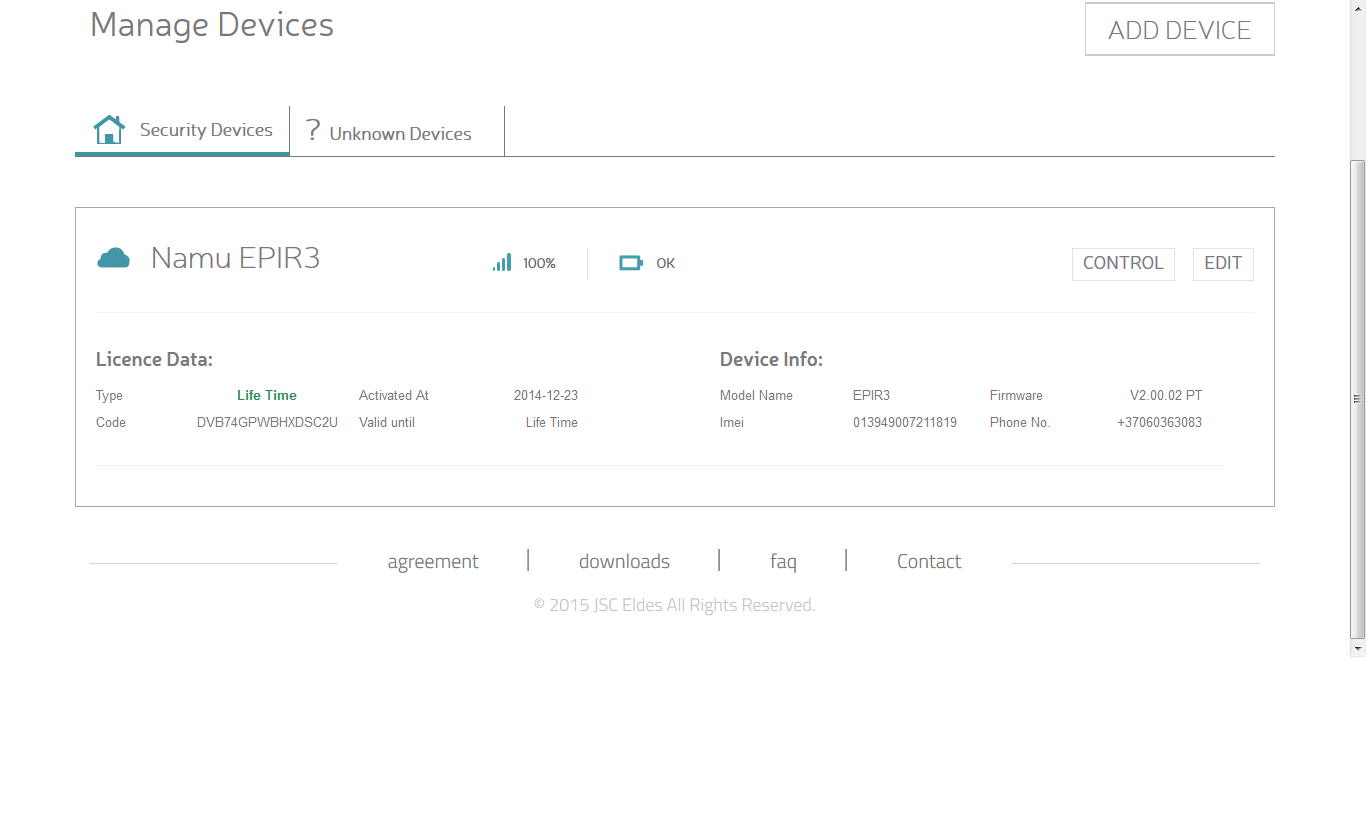 Manage Devices
ADD DEVICE
Security Devices
? Unknown Devices
Namu EPIR3
100%
OK
CONTROL
EDIT
Licence Data:
Device Info:
Type Life Time Activated At 2014-12-23 Model Name EPIR3 Firmware V2.00.02 PT
Code DVB74GPWBHXDSC2U Valid until Life Time Imei 013949007211819 Phone No. +37060363083
agreement | downloads | faq | Contact
© 2015 JSC Eldes All Rights Reserved.